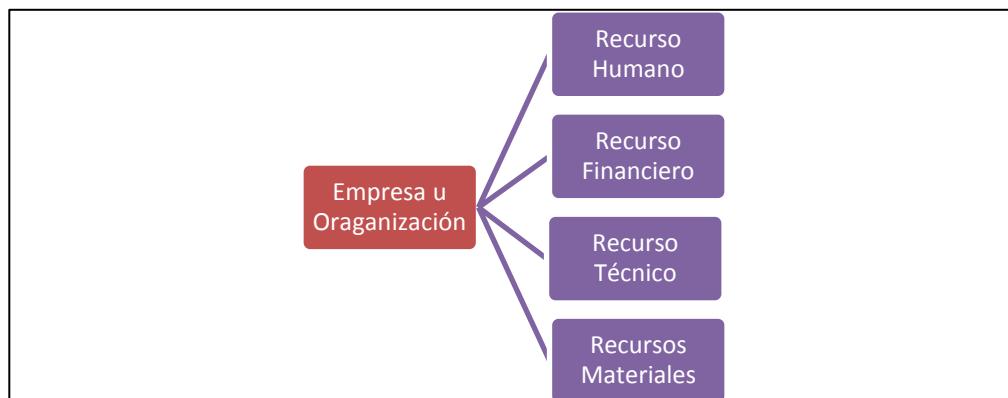 Empresa u
Oraganización
Recurso
Humano
Recurso
Financiero
Recurso
Técnico
Recursos
Materiales